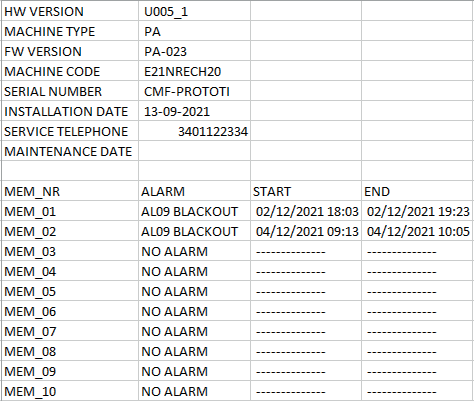 HW VERSION U005_1
MACHINE TYPE PA
FW VERSION PA-023
MACHINE CODE E21NRECH20
SERIAL NUMBER CMF-PROTOTI
INSTALLATION DATE 13-09-2021
SERVICE TELEPHONE 3401122334
MAINTENANCE DATE
MEM_NR ALARM START END
MEM_01 AL09 BLACKOUT 02/12/2021 18:03 02/12/2021 19:23
MEM_02 AL09 BLACKOUT 04/12/2021 09:13 04/12/2021 10:05
MEM_03 NO ALARM -------------- --------------
MEM_04 NO ALARM -------------- --------------
MEM_05 NO ALARM -------------- --------------
MEM_06 NO ALARM -------------- --------------
MEM_07 NO ALARM -------------- --------------
MEM_08 NO ALARM -------------- --------------
MEM_09 NO ALARM -------------- --------------
MEM_10 NO ALARM -------------- --------------